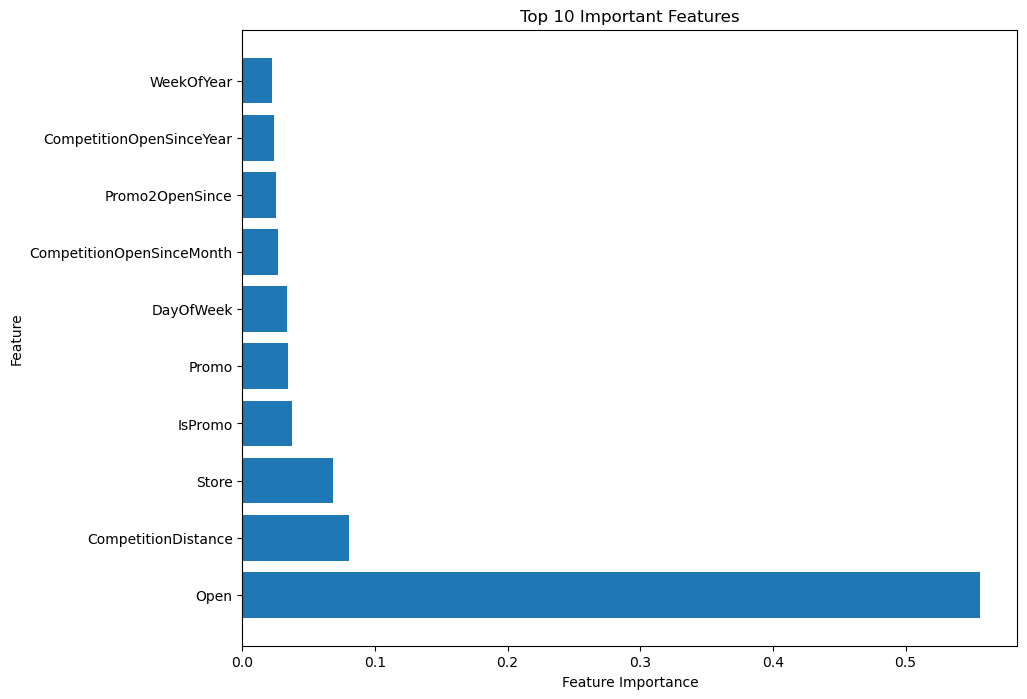 Top 10 Important Features
WeekOfYear
CompetitionOpenSinceYear
Promo2OpenSince
CompetitionOpenSinceMonth
DayOfWeek
Promo
IsPromo
Store
CompetitionDistance
Open
Feature
0.0 0.1 0.2 0.3 0.4 0.5
Feature Importance